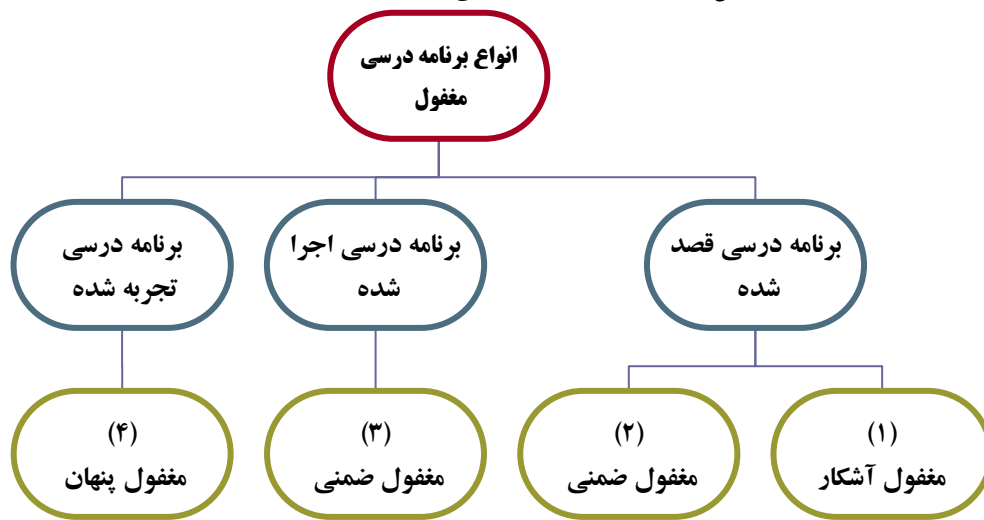 انواع برنامه درسی
مغفول
برنامه درسی قصد
شده
برنامه درسی اجرا
شده
برنامه درسی
تجربه شده
(۱)
مغفول آشکار
(۲)
مغفول ضمنی
(۳)
مغفول ضمنی
(۴)
مغفول پنهان